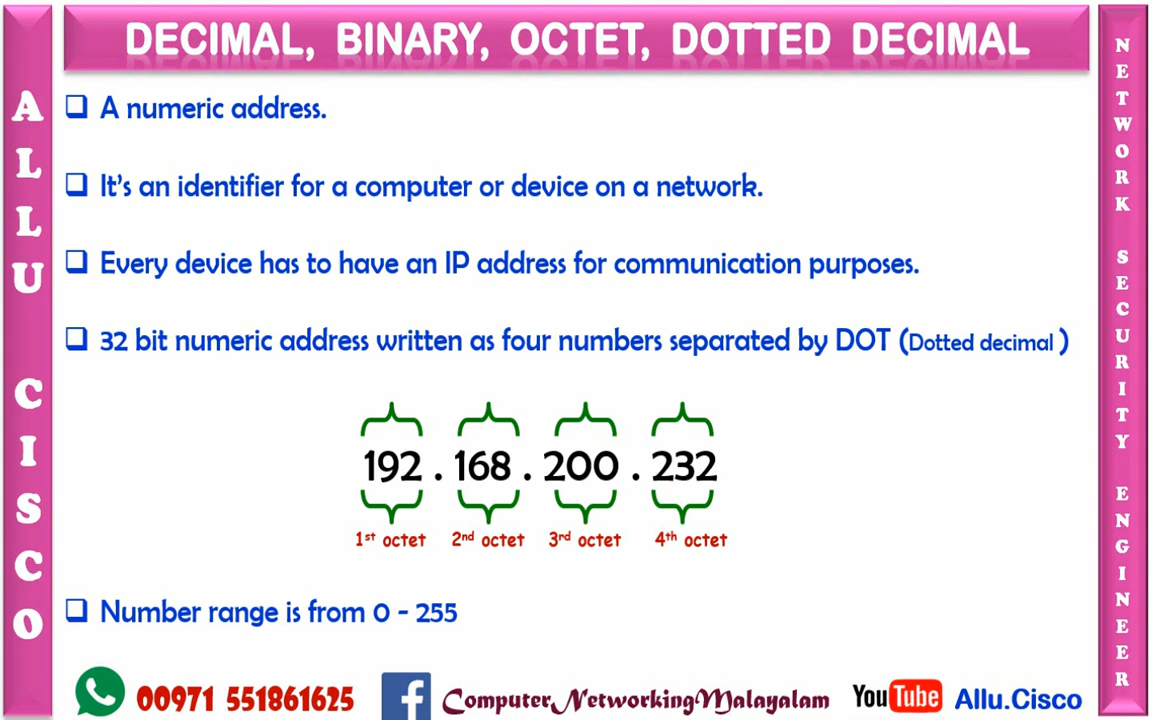 DECIMAL, BINARY, OCTET, DOTTED DECIMAL
ALLU CISCO
A numeric address.
It's an identifier for a computer or device on a network.
Every device has to have an IP address for communication purposes.
32 bit numeric address written as four numbers separated by DOT (Dotted decimal )
192 . 168 . 200 . 232
1st octet 2nd octet 3rd octet 4th octet
Number range is from 0 - 255
00971 551861625 ComputerNetworkingMalayalam YouTube Allu.Cisco
NETWORK SECURITY ENGINEER